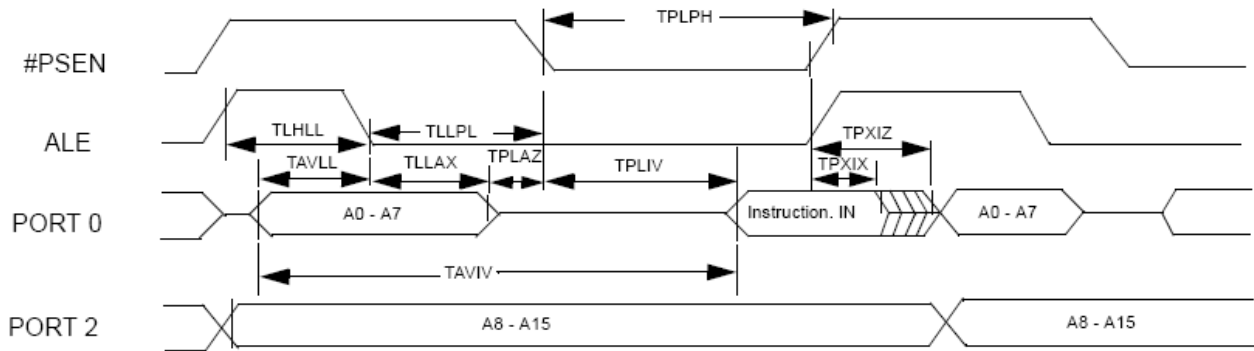 TPLPH
#PSEN
ALE
TLHLL
TLLPL
TPXIZ
TAVLL
TLLAX
TPLAZ
TPLIV
TPXIX
PORT 0
A0 - A7
Instruction. IN
A0 - A7
TAVIV
PORT 2
A8 - A15
A8 - A15